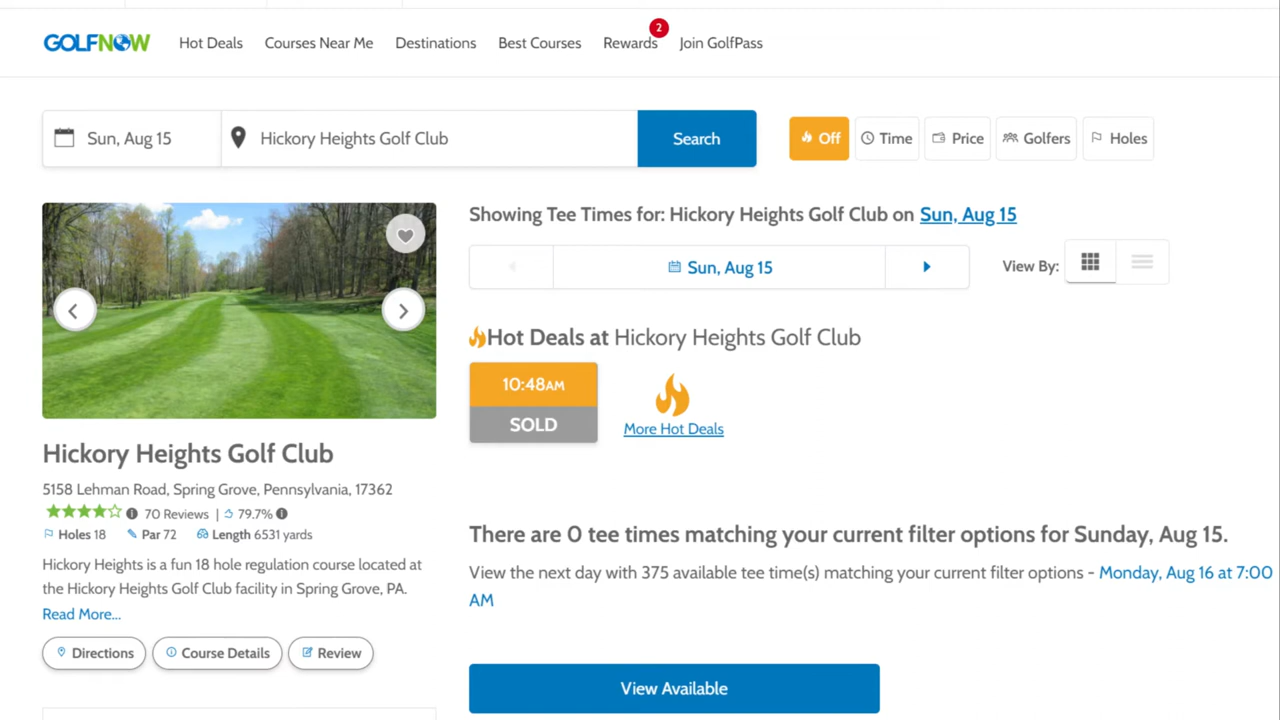 GOLFNOW
Hot Deals
Courses Near Me
Destinations
Best Courses
Rewards
2
Join GolfPass
Sun, Aug 15
Hickory Heights Golf Club
Search
Off
Time
Price
Golfers
Holes
Showing Tee Times for: Hickory Heights Golf Club on Sun, Aug 15
Sun, Aug 15
View By:
Hot Deals at Hickory Heights Golf Club
10:48AM
SOLD
More Hot Deals
Hickory Heights Golf Club
5158 Lehman Road, Spring Grove, Pennsylvania, 17362
70 Reviews | 79.7%
Holes 18 Par 72 Length 6531 yards
Hickory Heights is a fun 18 hole regulation course located at
the Hickory Heights Golf Club facility in Spring Grove, PA.
Read More...
Directions
Course Details
Review
There are 0 tee times matching your current filter options for Sunday, Aug 15.
View the next day with 375 available tee time(s) matching your current filter options - Monday, Aug 16 at 7:00
AM
View Available